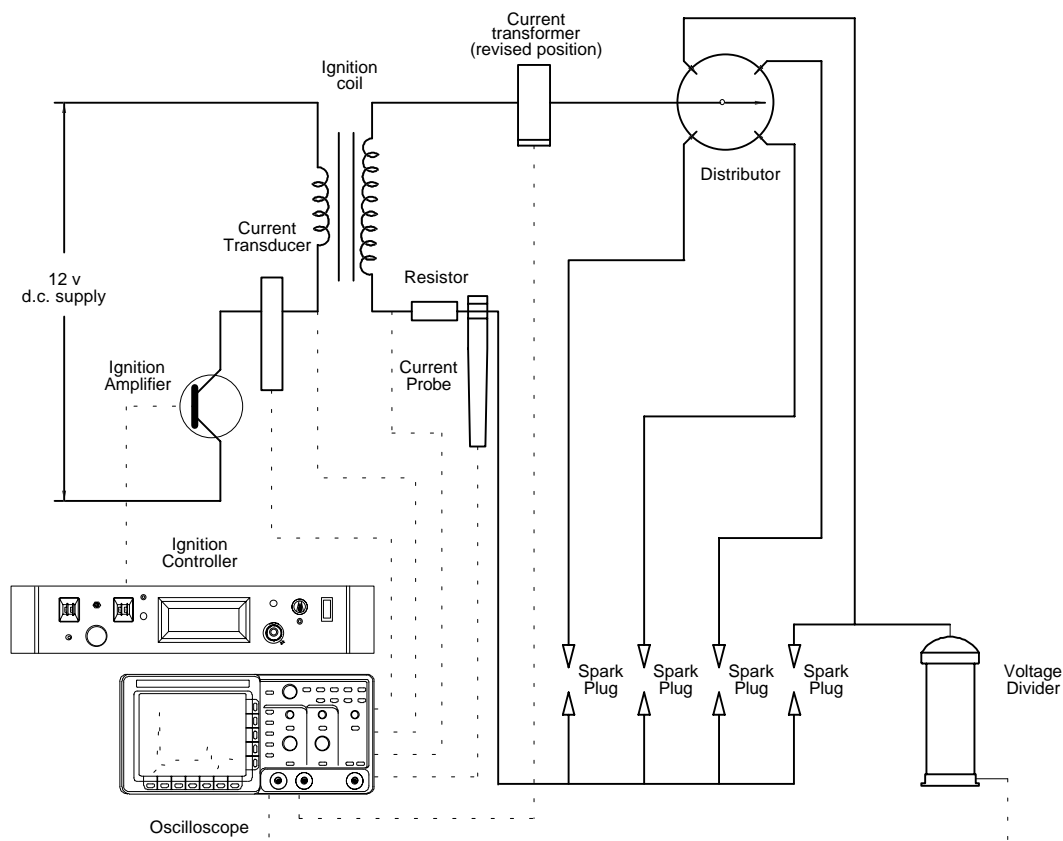 Current
transformer
(revised position)
Ignition
coil
Distributor
Current
Transducer
12 v
d.c. supply
Resistor
Ignition
Amplifier
Current
Probe
Ignition
Controller
Spark
Plug
Spark
Plug
Spark
Plug
Spark
Plug
Voltage
Divider
Oscilloscope